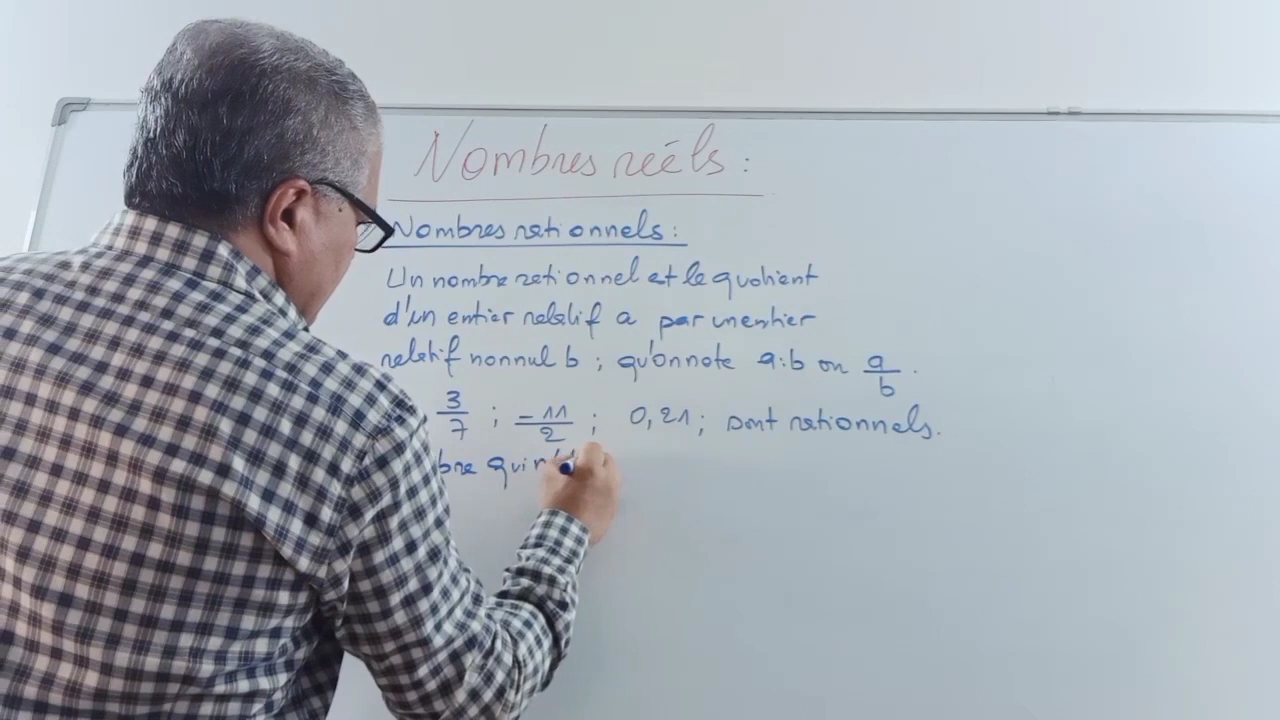 Nombres réels :
Nombres rationnels :
Un nombre rationnel et le quotient
d'un entier relatif a par un entier
relatif non nul b ; qu'on note a:b ou a/b .
3/7 ; -11/2 ; 0,21 ; sont rationnels.
bre qui n'